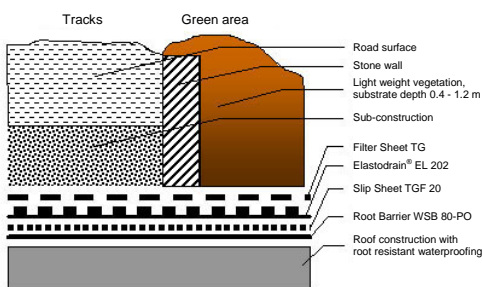 Tracks
Green area
Road surface
Stone wall
Light weight vegetation,
substrate depth 0.4 - 1.2 m
Sub-construction
Filter Sheet TG
Elastodrain® EL 202
Slip Sheet TGF 20
Root Barrier WSB 80-PO
Roof construction with
root resistant waterproofing